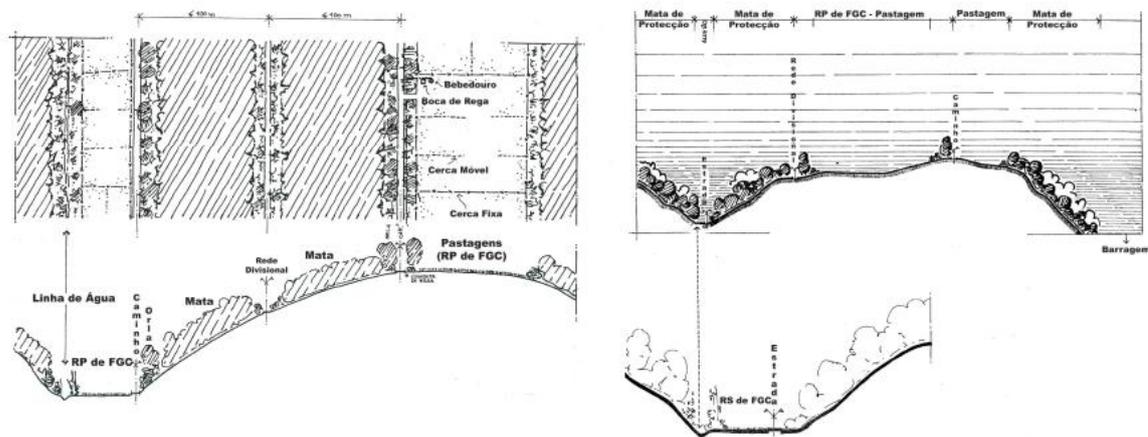 ≤ 100 m
≤ 100 m
Bebedouro
Boca de Rega
Cerca Móvel
Cerca Fixa
Pastagens
(RP de FGC)
Rede
Divisional
Mata
Linha de Água
Mata
Caminho
Orla
RP de FGC
Mata de
Protecção
Mata de
Protecção
RP de FGC - Pastagem
Pastagem
Mata de
Protecção
Rede Divisional
Caminho
Barragem
Estrada
RS de FGC